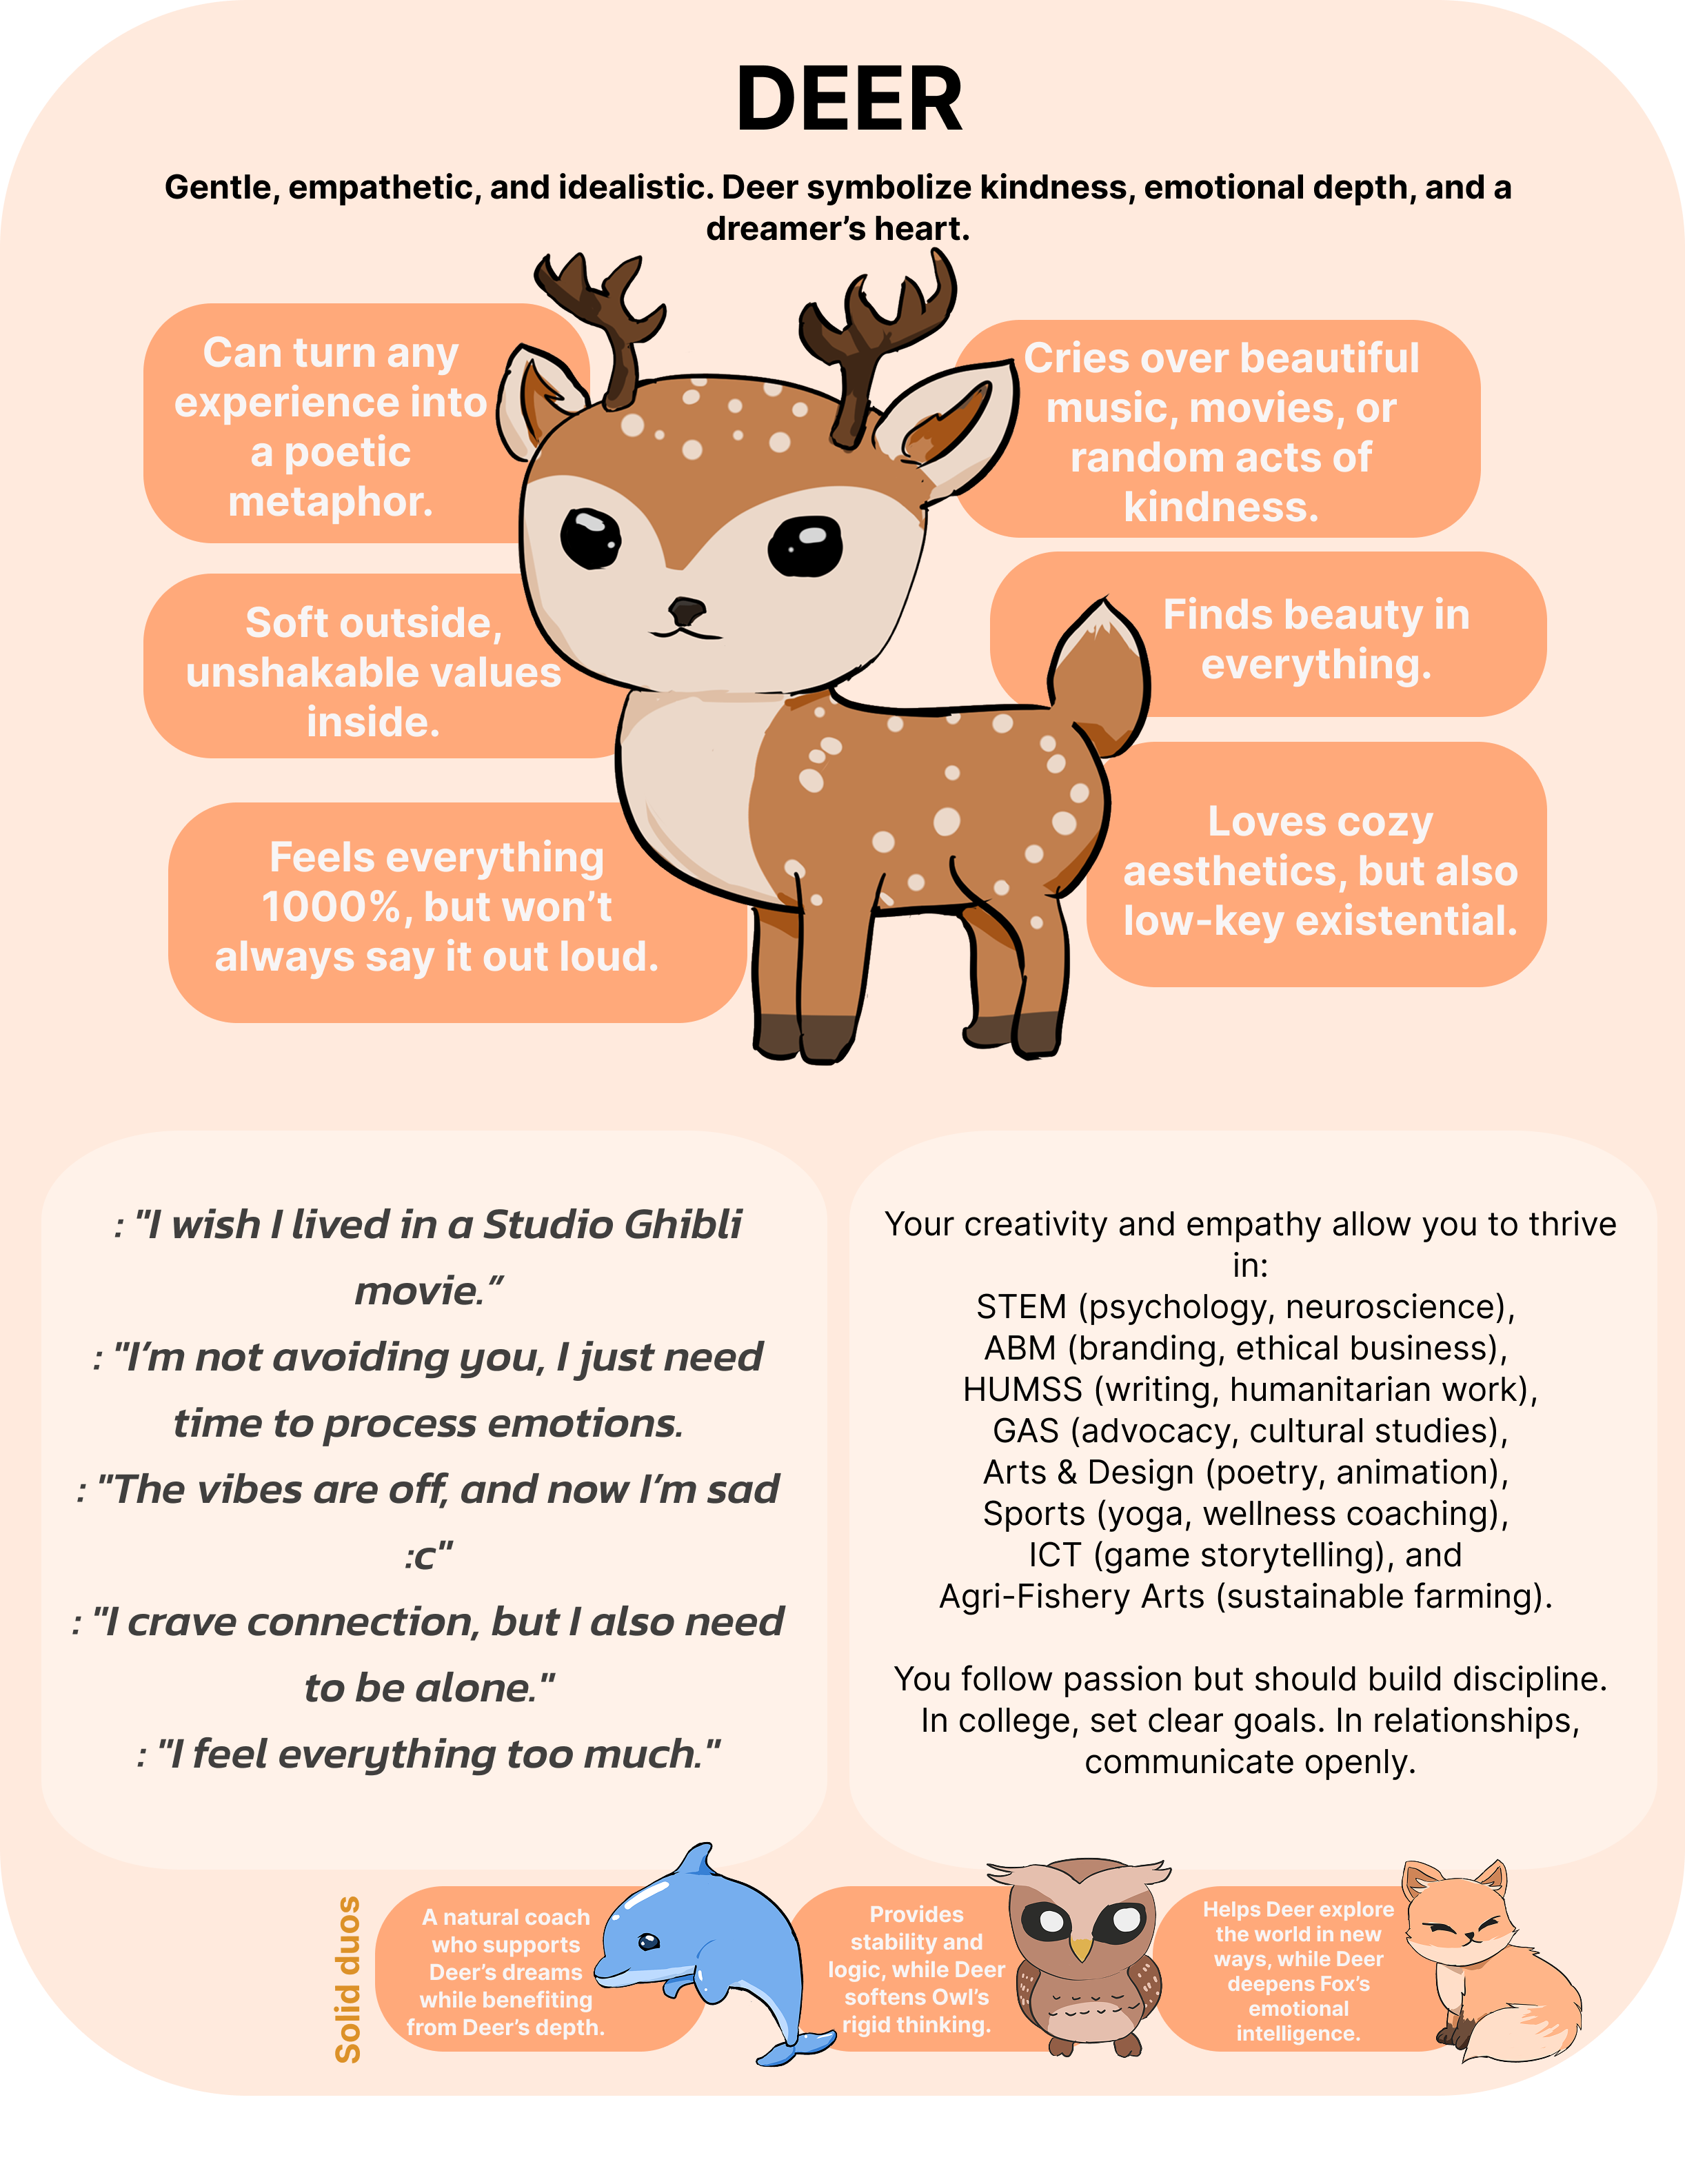 DEER
Gentle, empathetic, and idealistic. Deer symbolize kindness, emotional depth, and a
dreamer’s heart.
Can turn any
experience into
a poetic
metaphor.
Soft outside,
unshakable values
inside.
Feels everything
1000%, but won’t
always say it out loud.
Cries over beautiful
music, movies, or
random acts of
kindness.
Finds beauty in
everything.
Loves cozy
aesthetics, but also
low-key existential.
: "I wish I lived in a Studio Ghibli
movie.”
: "I’m not avoiding you, I just need
time to process emotions.
: "The vibes are off, and now I’m sad
:c"
: "I crave connection, but I also need
to be alone."
: "I feel everything too much."
Your creativity and empathy allow you to thrive
in:
STEM (psychology, neuroscience),
ABM (branding, ethical business),
HUMSS (writing, humanitarian work),
GAS (advocacy, cultural studies),
Arts & Design (poetry, animation),
Sports (yoga, wellness coaching),
ICT (game storytelling), and
Agri-Fishery Arts (sustainable farming).
You follow passion but should build discipline.
In college, set clear goals. In relationships,
communicate openly.
Solid duos
A natural coach
who supports
Deer’s dreams
while benefiting
from Deer’s depth.
Provides
stability and
logic, while Deer
softens Owl’s
rigid thinking.
Helps Deer explore
the world in new
ways, while Deer
deepens Fox’s
emotional
intelligence.